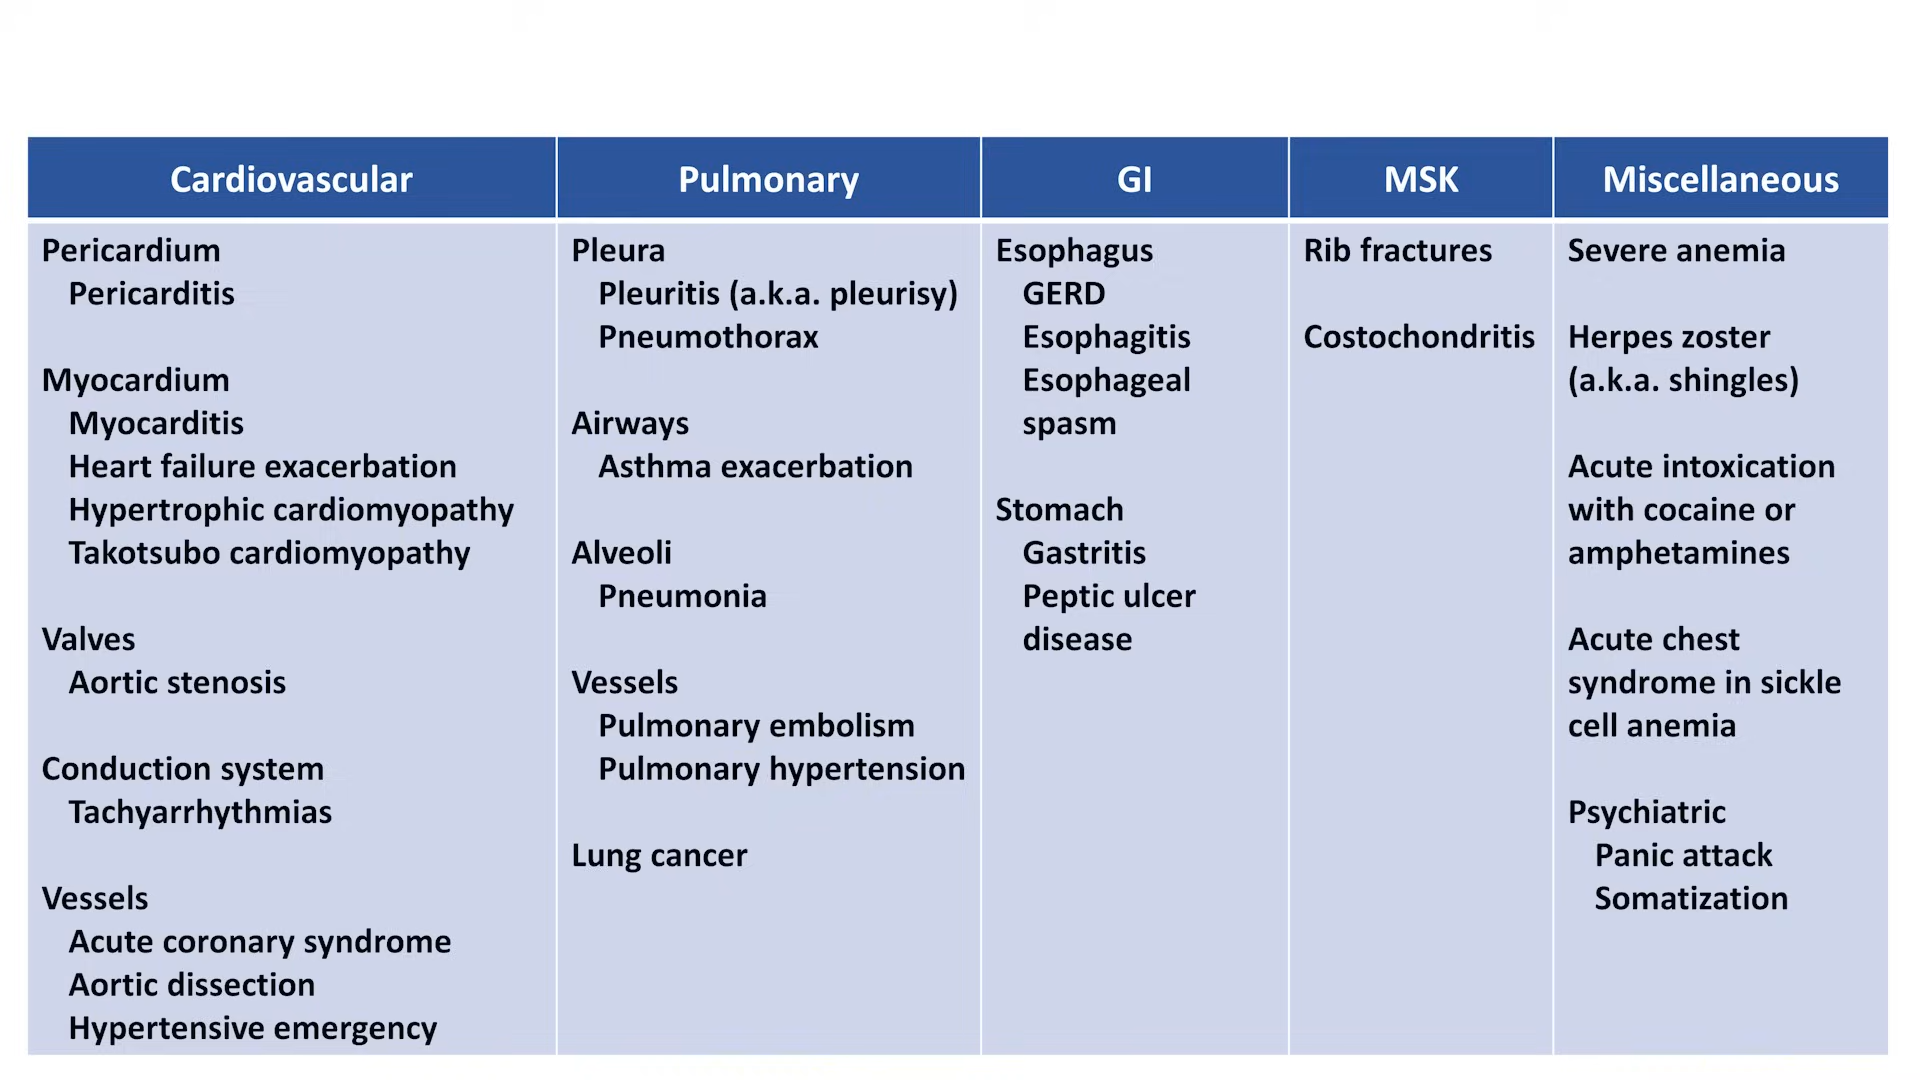 Cardiovascular
Pulmonary
GI
MSK
Miscellaneous
Pericardium
Pericarditis
Myocardium
Myocarditis
Heart failure exacerbation
Hypertrophic cardiomyopathy
Takotsubo cardiomyopathy
Valves
Aortic stenosis
Conduction system
Tachyarrhythmias
Vessels
Acute coronary syndrome
Aortic dissection
Hypertensive emergency
Pleura
Pleuritis (a.k.a. pleurisy)
Pneumothorax
Airways
Asthma exacerbation
Alveoli
Pneumonia
Vessels
Pulmonary embolism
Pulmonary hypertension
Lung cancer
Esophagus
GERD
Esophagitis
Esophageal
spasm
Stomach
Gastritis
Peptic ulcer
disease
Rib fractures
Costochondritis
Severe anemia
Herpes zoster
(a.k.a. shingles)
Acute intoxication
with cocaine or
amphetamines
Acute chest
syndrome in sickle
cell anemia
Psychiatric
Panic attack
Somatization